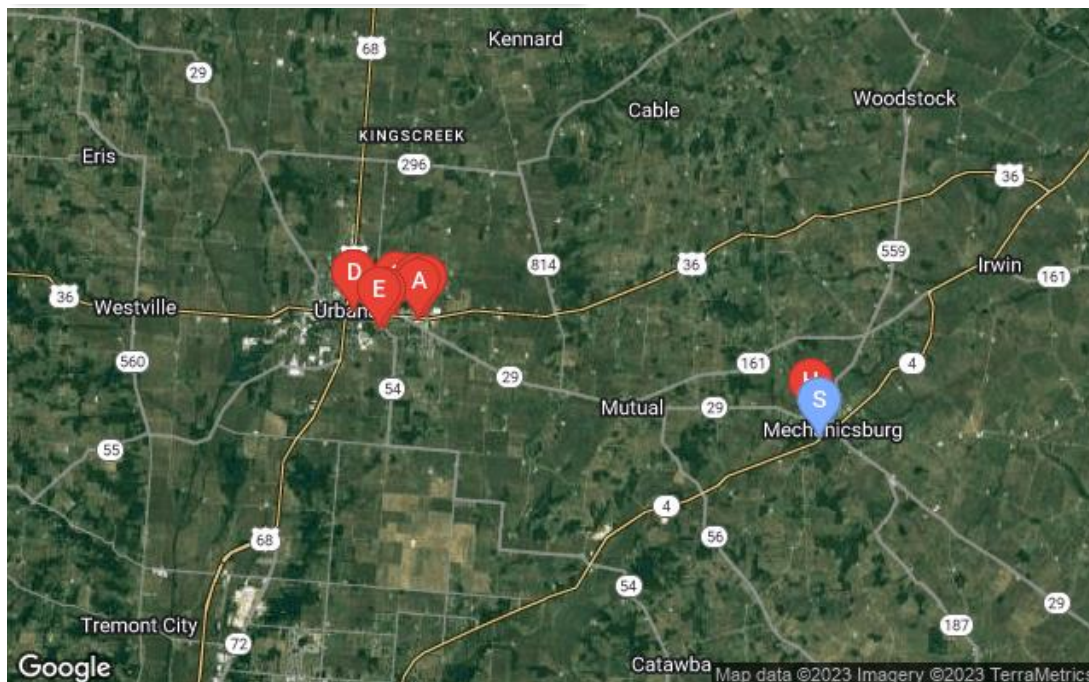 68
Kennard
29
Cable
Woodstock
KINGSCREEK
Eris
296
36
559
814
36
Irwin
D
A
E
161
36
Westville
560
161
4
29
54
Mutual
29
S
Mechanicsburg
55
4
68
56
54
29
Tremont City
187
72
Google
Catawba
Map data ©2023 Imagery ©2023 TerraMetrics